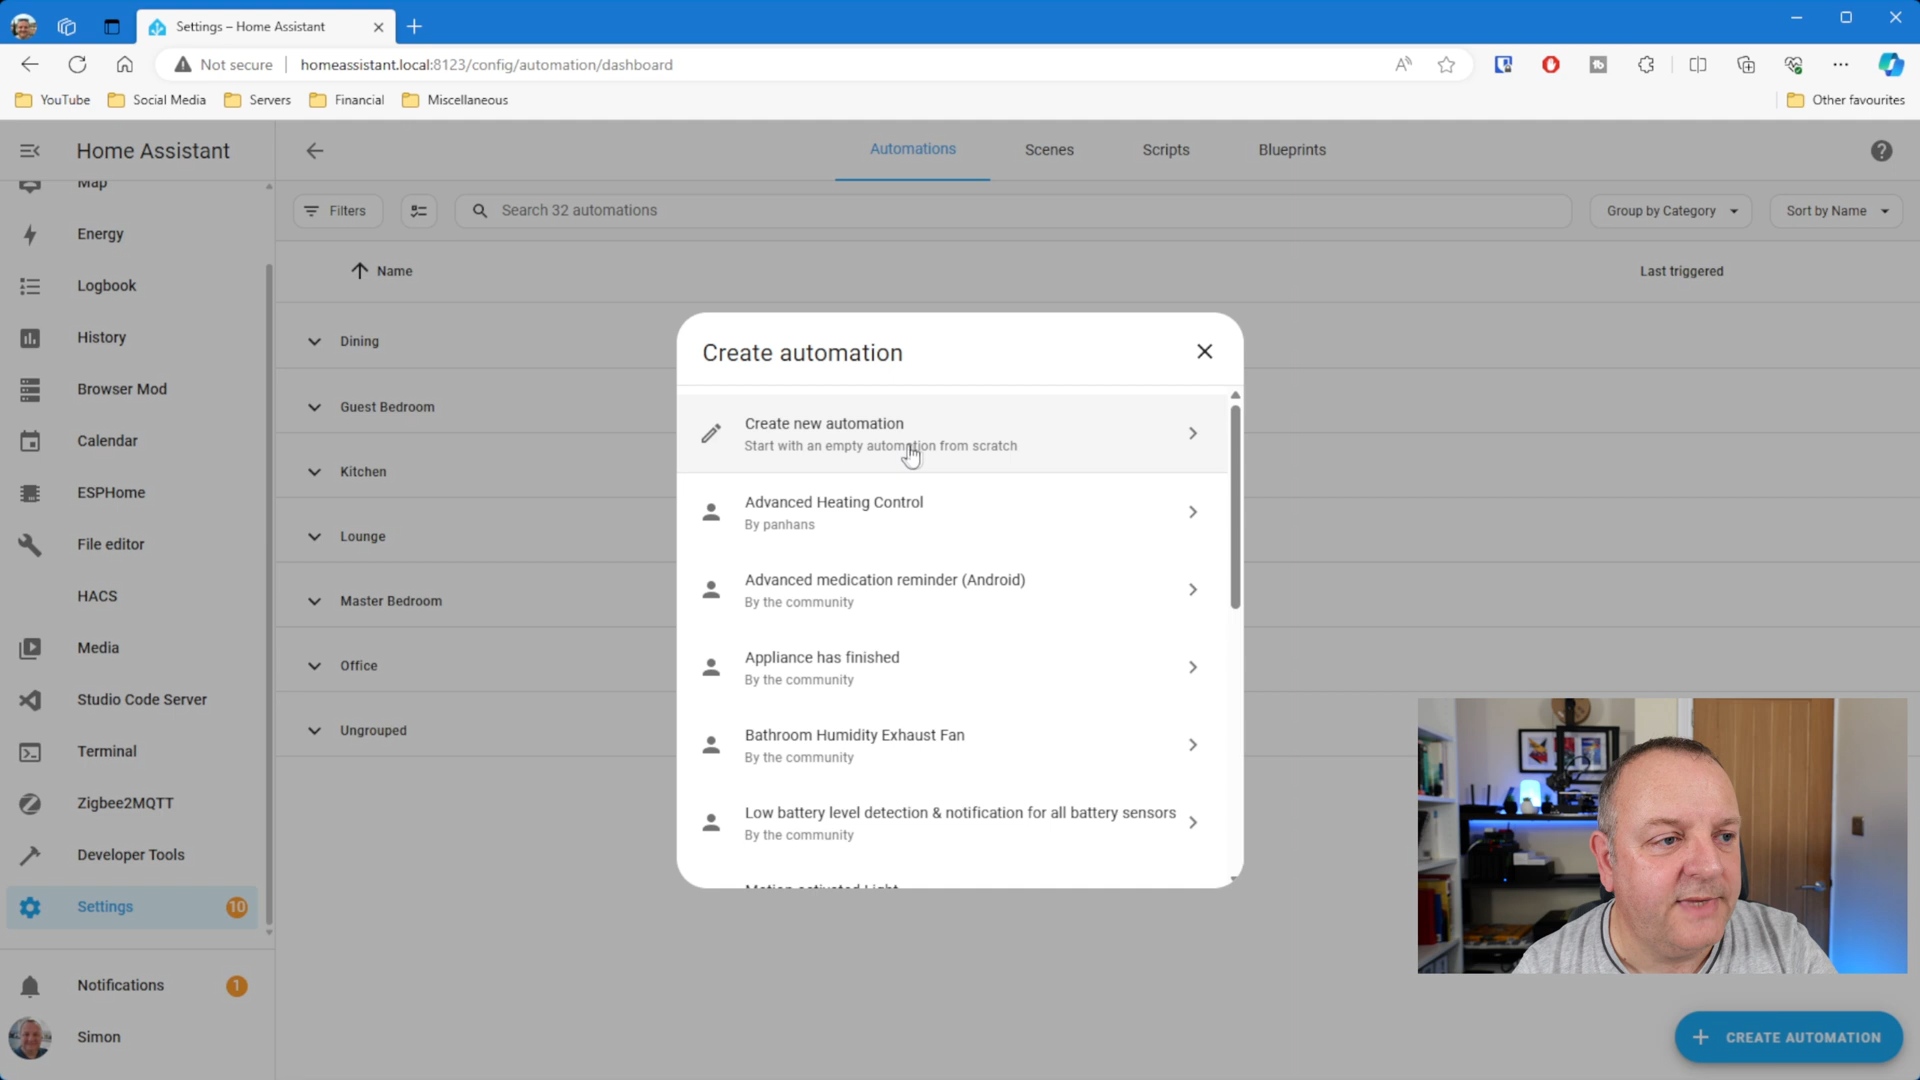 Settings – Home Assistant
Not secure
homeassistant.local:8123/config/automation/dashboard
YouTube
Social Media
Servers
Financial
Miscellaneous
Other favourites
Home Assistant
Automations
Scenes
Scripts
Blueprints
Map
Energy
Logbook
History
Browser Mod
Calendar
ESPHome
File editor
HACS
Media
Studio Code Server
Terminal
Zigbee2MQTT
Developer Tools
Settings
10
Notifications
1
Simon
Filters
Search 32 automations
Group by Category
Sort by Name
Name
Last triggered
Dining
Guest Bedroom
Kitchen
Lounge
Master Bedroom
Office
Ungrouped
Create automation
Create new automation
Start with an empty automation from scratch
Advanced Heating Control
By panhans
Advanced medication reminder (Android)
By the community
Appliance has finished
By the community
Bathroom Humidity Exhaust Fan
By the community
Low battery level detection & notification for all battery sensors
By the community
Motion-activated Light
CREATE AUTOMATION